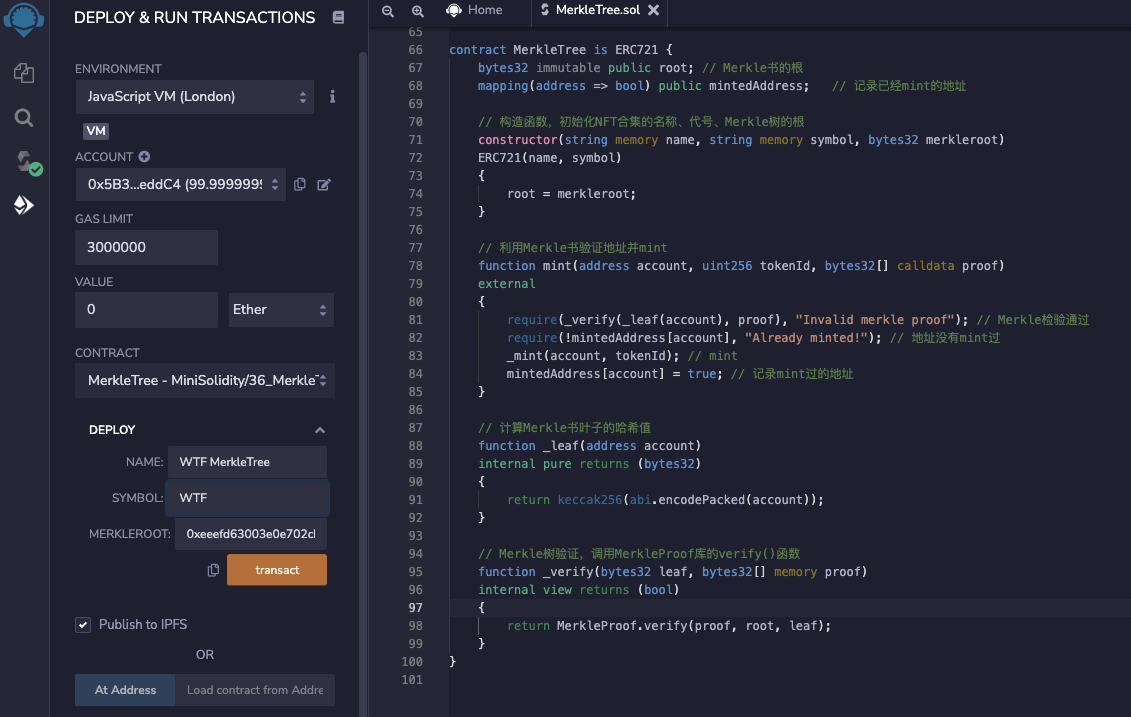 DEPLOY & RUN TRANSACTIONS
ENVIRONMENT
JavaScript VM (London)
VM
ACCOUNT
0x5B3...eddC4 (99.9999999
GAS LIMIT
3000000
VALUE
0
Ether
CONTRACT
MerkleTree - MiniSolidity/36_Merkle
DEPLOY
NAME:
WTF MerkleTree
SYMBOL:
WTF
MERKLEROOT:
0xeeefd63003e0e702cl
transact
Publish to IPFS
OR
At Address
Load contract from Addre
Home
MerkleTree.sol
65
66 contract MerkleTree is ERC721 {
67 bytes32 immutable public root; // Merkle书的根
68 mapping(address => bool) public mintedAddress;   // 记录已经mint的地址
69
70 // 构造函数，初始化NFT合集的名称、代号、Merkle树的根
71 constructor(string memory name, string memory symbol, bytes32 merkleroot)
72 ERC721(name, symbol)
73 {
74 root = merkleroot;
75 }
76
77 // 利用Merkle书验证地址并mint
78 function mint(address account, uint256 tokenId, bytes32[] calldata proof)
79 external
80 {
81 require(_verify(_leaf(account), proof), "Invalid merkle proof"); // Merkle检验通过
82 require(!mintedAddress[account], "Already minted!"); // 地址没有mint过
83 _mint(account, tokenId); // mint
84 mintedAddress[account] = true; // 记录mint过的地址
85 }
86
87 // 计算Merkle书叶子的哈希值
88 function _leaf(address account)
89 internal pure returns (bytes32)
90 {
91 return keccak256(abi.encodePacked(account));
92 }
93
94 // Merkle树验证，调用MerkleProof库的verify()函数
95 function _verify(bytes32 leaf, bytes32[] memory proof)
96 internal view returns (bool)
97 {
98 return MerkleProof.verify(proof, root, leaf);
99 }
100 }
101